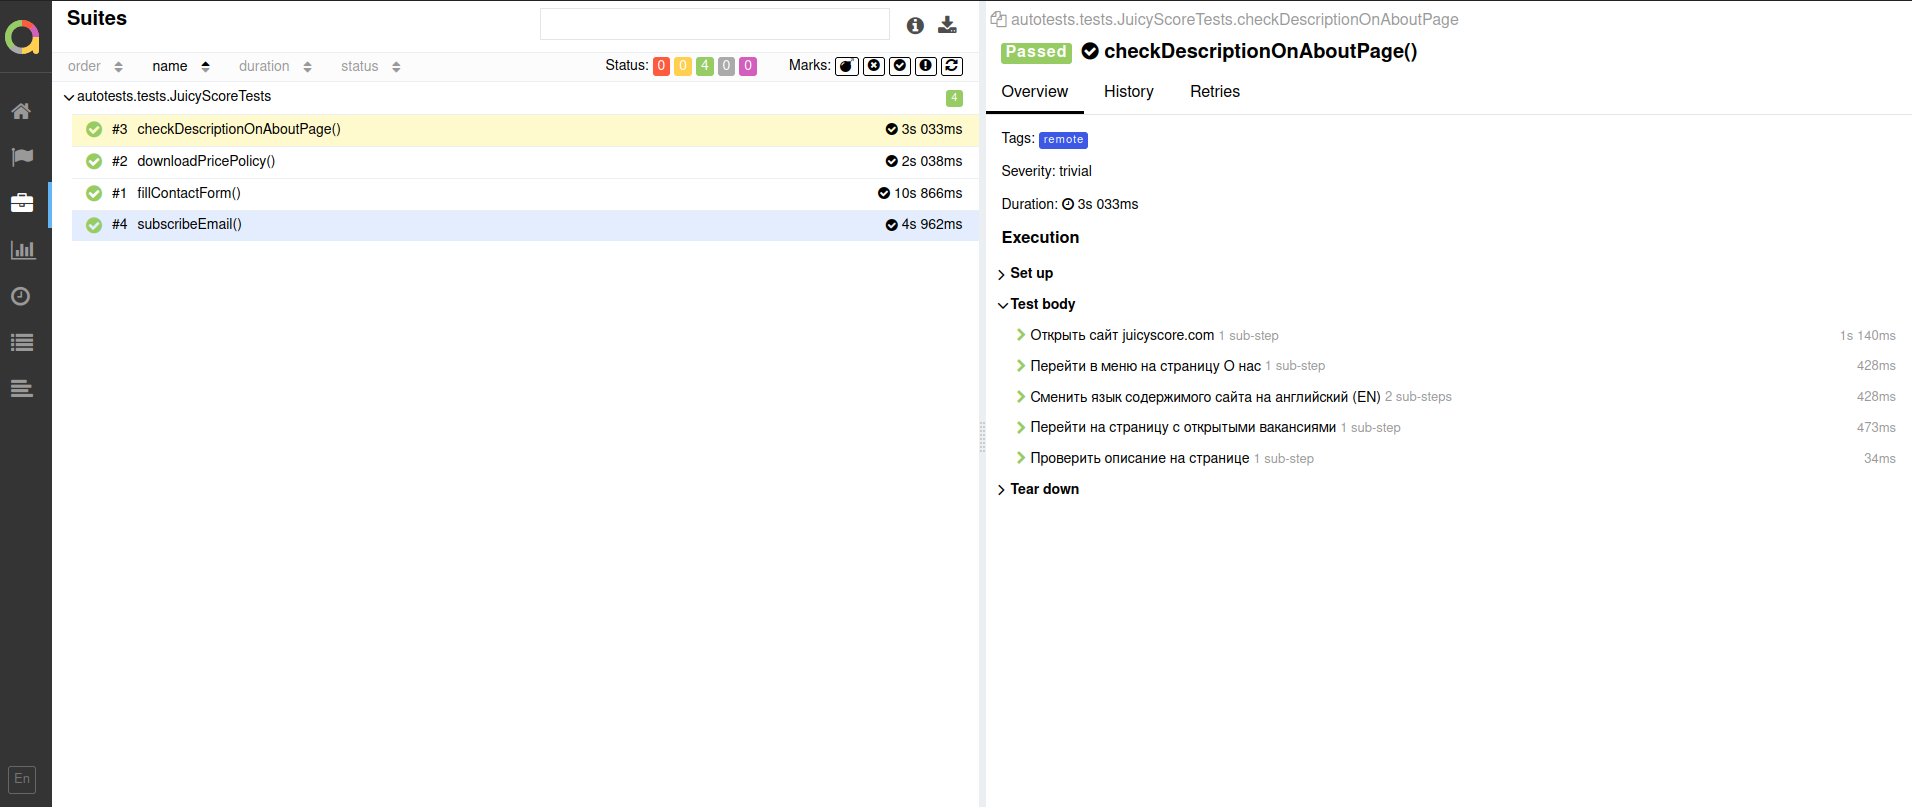 Suites
order name duration status Status: 0 0 4 0 0 Marks:
autotests.tests.JuicyScoreTests 4
#3 checkDescriptionOnAboutPage() 3s 033ms
#2 downloadPricePolicy() 2s 038ms
#1 fillContactForm() 10s 866ms
#4 subscribeEmail() 4s 962ms
En
autotests.tests.JuicyScoreTests.checkDescriptionOnAboutPage
Passed checkDescriptionOnAboutPage()
Overview History Retries
Tags: remote
Severity: trivial
Duration: 3s 033ms
Execution
Set up
Test body
Открыть сайт juicyscore.com 1 sub-step 1s 140ms
Перейти в меню на страницу О нас 1 sub-step 428ms
Сменить язык содержимого сайта на английский (EN) 2 sub-steps 428ms
Перейти на страницу с открытыми вакансиями 1 sub-step 473ms
Проверить описание на странице 1 sub-step 34ms
Tear down